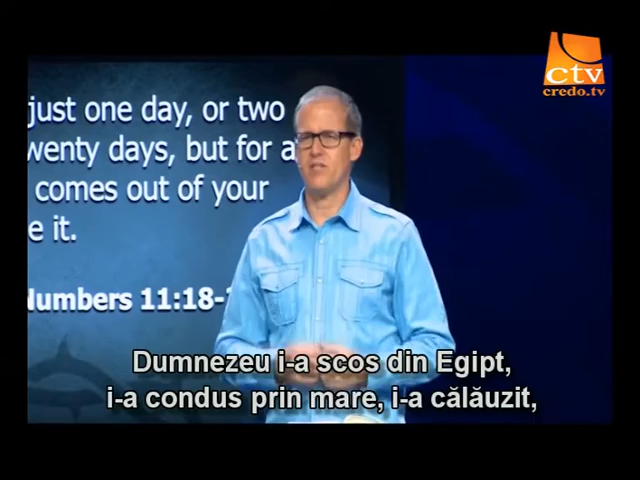 ctv
credo.tv
just one day, or two
twenty days, but for a
comes out of your
e it.
Numbers 11:18-
Dumnezeu i-a scos din Egipt,
i-a condus prin mare, i-a călăuzit,